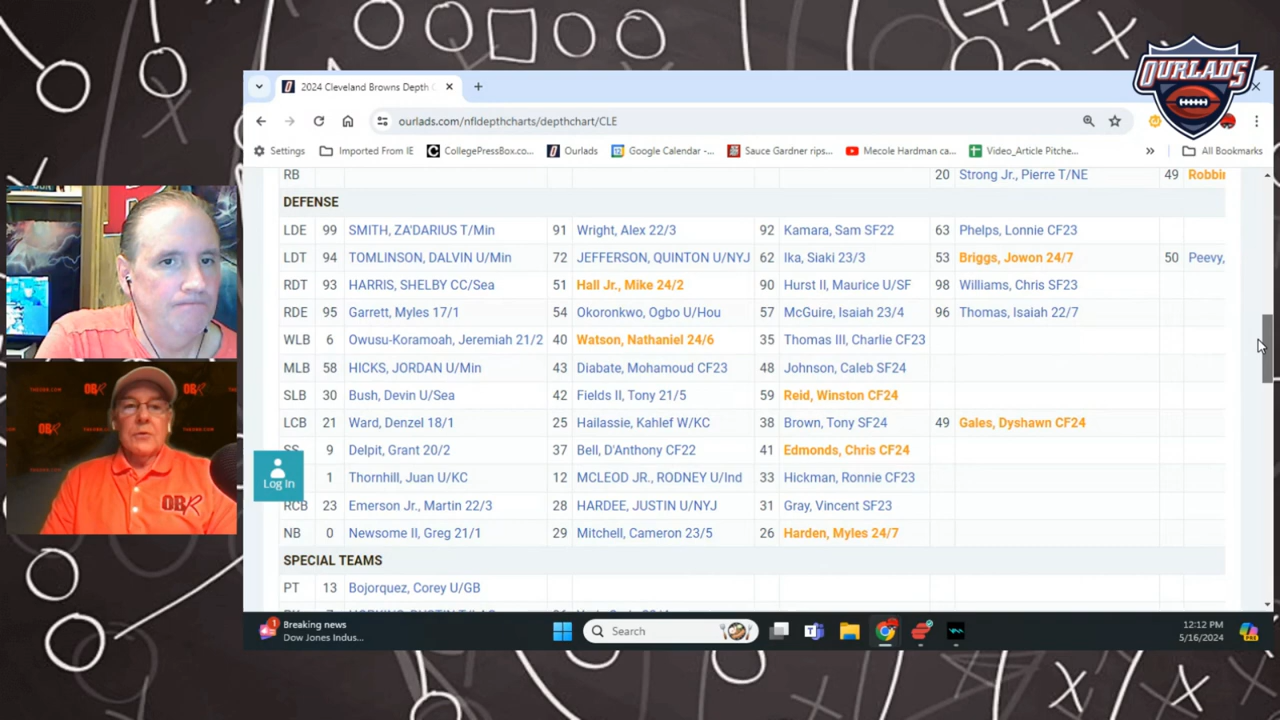 OURLADS
2024 Cleveland Browns Depth
ourlads.com/nfldepthcharts/depthchart/CLE
Settings Imported From IE CollegePressBox.co... Ourlads Google Calendar -... Sauce Gardner rips... Mecole Hardman ca... Video_Article Pitche... » All Bookmarks
RB 20 Strong Jr., Pierre T/NE 49 Robbin
DEFENSE
LDE 99 SMITH, ZA'DARIUS T/Min 91 Wright, Alex 22/3 92 Kamara, Sam SF22 63 Phelps, Lonnie CF23
LDT 94 TOMLINSON, DALVIN U/Min 72 JEFFERSON, QUINTON U/NYJ 62 Ika, Siaki 23/3 53 Briggs, Jowon 24/7 50 Peevy,
RDT 93 HARRIS, SHELBY CC/Sea 51 Hall Jr., Mike 24/2 90 Hurst II, Maurice U/SF 98 Williams, Chris SF23
RDE 95 Garrett, Myles 17/1 54 Okoronkwo, Ogbo U/Hou 57 McGuire, Isaiah 23/4 96 Thomas, Isaiah 22/7
WLB 6 Owusu-Koramoah, Jeremiah 21/2 40 Watson, Nathaniel 24/6 35 Thomas III, Charlie CF23
MLB 58 HICKS, JORDAN U/Min 43 Diabate, Mohamoud CF23 48 Johnson, Caleb SF24
SLB 30 Bush, Devin U/Sea 42 Fields II, Tony 21/5 59 Reid, Winston CF24
LCB 21 Ward, Denzel 18/1 25 Hailassie, Kahlef W/KC 38 Brown, Tony SF24 49 Gales, Dyshawn CF24
SS 9 Delpit, Grant 20/2 37 Bell, D'Anthony CF22 41 Edmonds, Chris CF24
1 Thornhill, Juan U/KC 12 MCLEOD JR., RODNEY U/Ind 33 Hickman, Ronnie CF23
RCB 23 Emerson Jr., Martin 22/3 28 HARDEE, JUSTIN U/NYJ 31 Gray, Vincent SF23
NB 0 Newsome II, Greg 21/1 29 Mitchell, Cameron 23/5 26 Harden, Myles 24/7
Log In
SPECIAL TEAMS
PT 13 Bojorquez, Corey U/GB
OBR
OBR
1 Breaking news
Dow Jones Indus...
Search
12:12 PM
5/16/2024